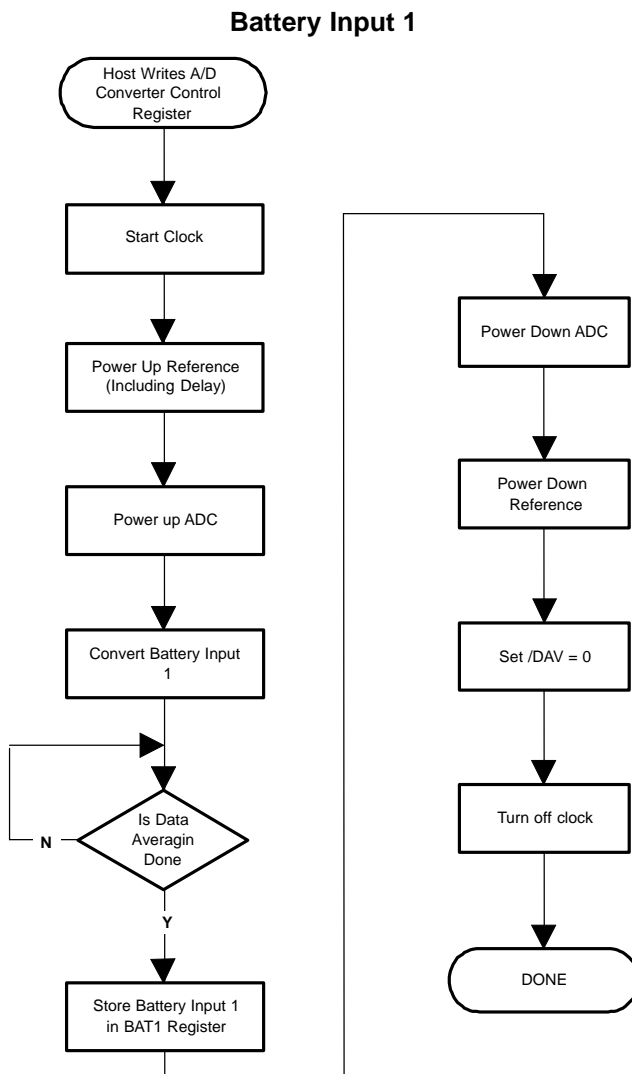 Battery Input 1
Host Writes A/D
Converter Control
Register
Start Clock
Power Up Reference
(Including Delay)
Power up ADC
Convert Battery Input
1
Is Data
Averagin
Done
N
Y
Store Battery Input 1
in BAT1 Register
Power Down ADC
Power Down
Reference
Set /DAV = 0
Turn off clock
DONE